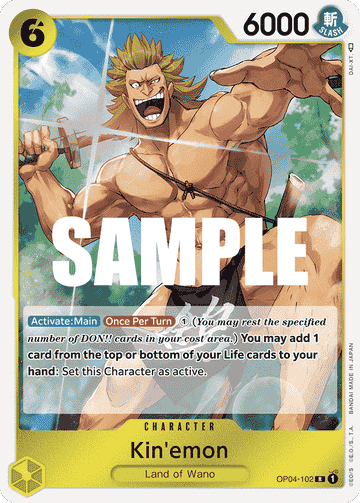 6
6000
斬
SLASH
DAI-XT.
SAMPLE
Activate:Main Once Per Turn ① (You may rest the specified
number of DON!! cards in your cost area.) You may add 1
card from the top or bottom of your Life cards to your
hand: Set this Character as active.
CHARACTER
Kin'emon
Land of Wano
OP04-102 R 1
©E.O./S. ©E.O./S., T.A. BANDAI MADE IN JAPAN